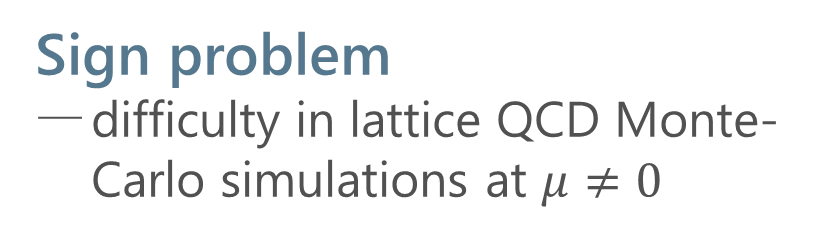 Sign problem
— difficulty in lattice QCD Monte-
Carlo simulations at 𝜇 ≠ 0